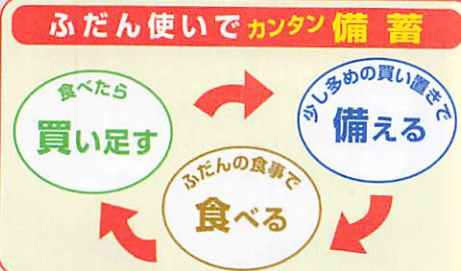 ふだん使いでカンタン備蓄
食べたら
買い足す
少し多めの買い置きで
備える
ふだんの食事で
食べる